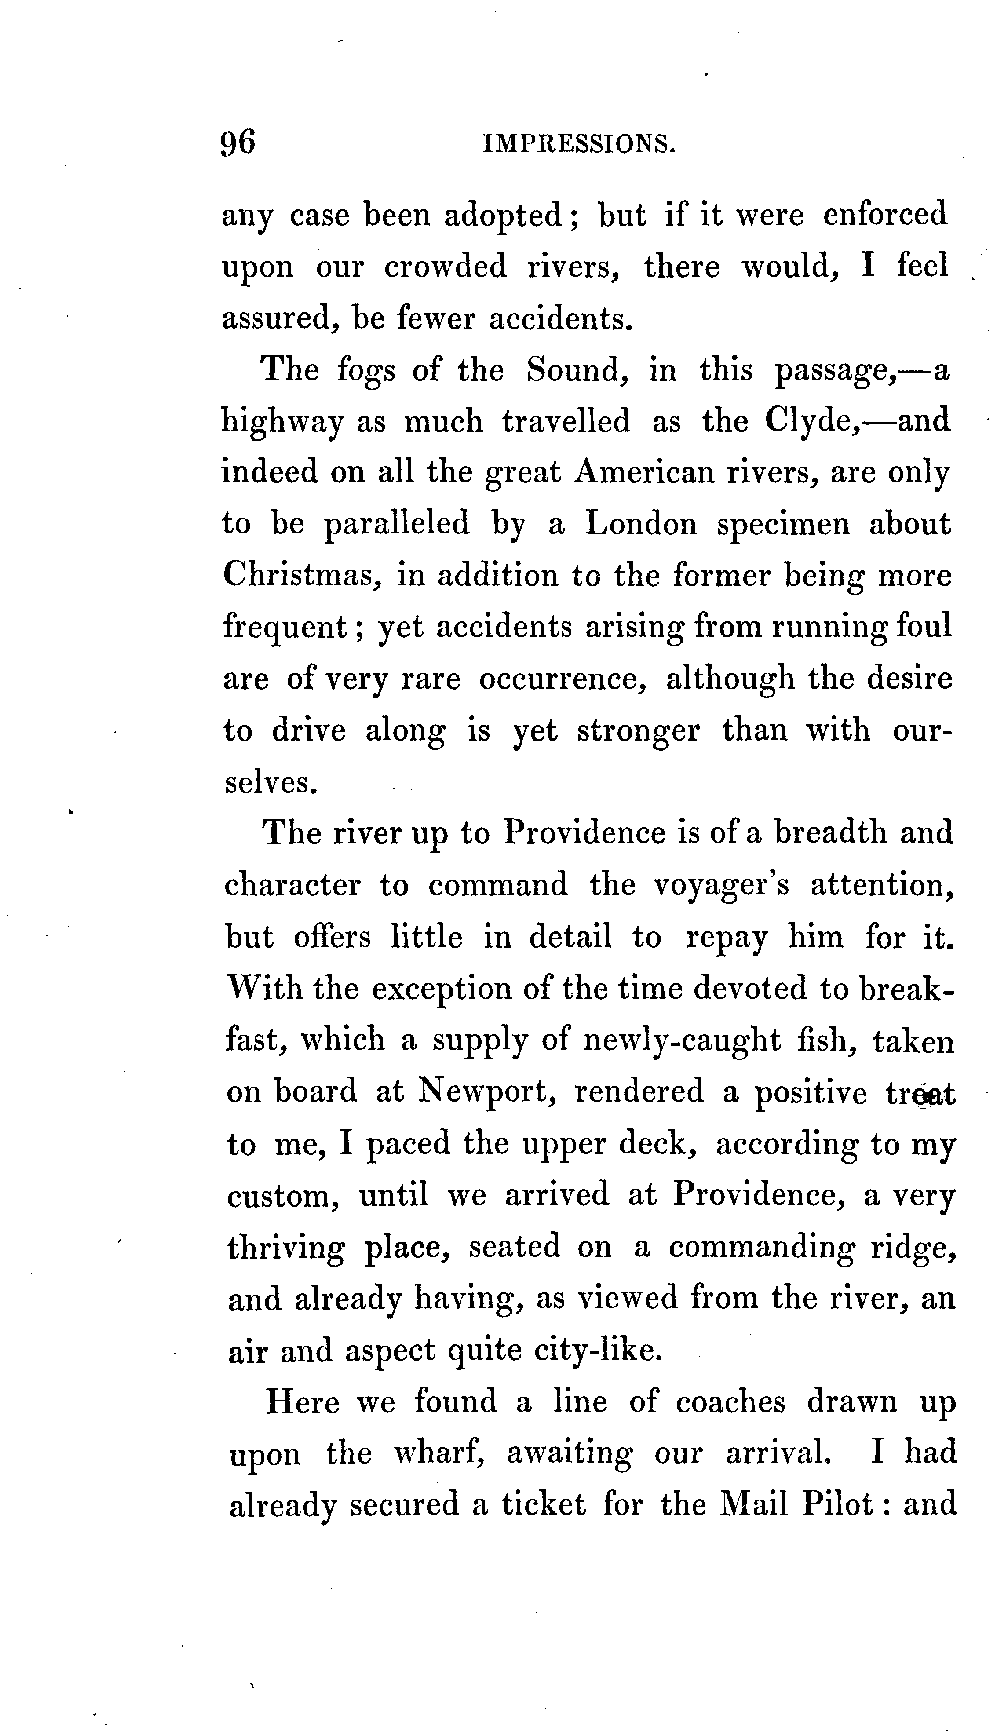 96 IMPRESSIONS.
any case been adopted; but if it were enforced
upon our crowded rivers, there would, I feel
assured, be fewer accidents.
The fogs of the Sound, in this passage,—a
highway as much travelled as the Clyde,—and
indeed on all the great American rivers, are only
to be paralleled by a London specimen about
Christmas, in addition to the former being more
frequent; yet accidents arising from running foul
are of very rare occurrence, although the desire
to drive along is yet stronger than with our-
selves.
The river up to Providence is of a breadth and
character to command the voyager's attention,
but offers little in detail to repay him for it.
With the exception of the time devoted to break-
fast, which a supply of newly-caught fish, taken
on board at Newport, rendered a positive treat
to me, I paced the upper deck, according to my
custom, until we arrived at Providence, a very
thriving place, seated on a commanding ridge,
and already having, as viewed from the river, an
air and aspect quite city-like.
Here we found a line of coaches drawn up
upon the wharf, awaiting our arrival. I had
already secured a ticket for the Mail Pilot: and